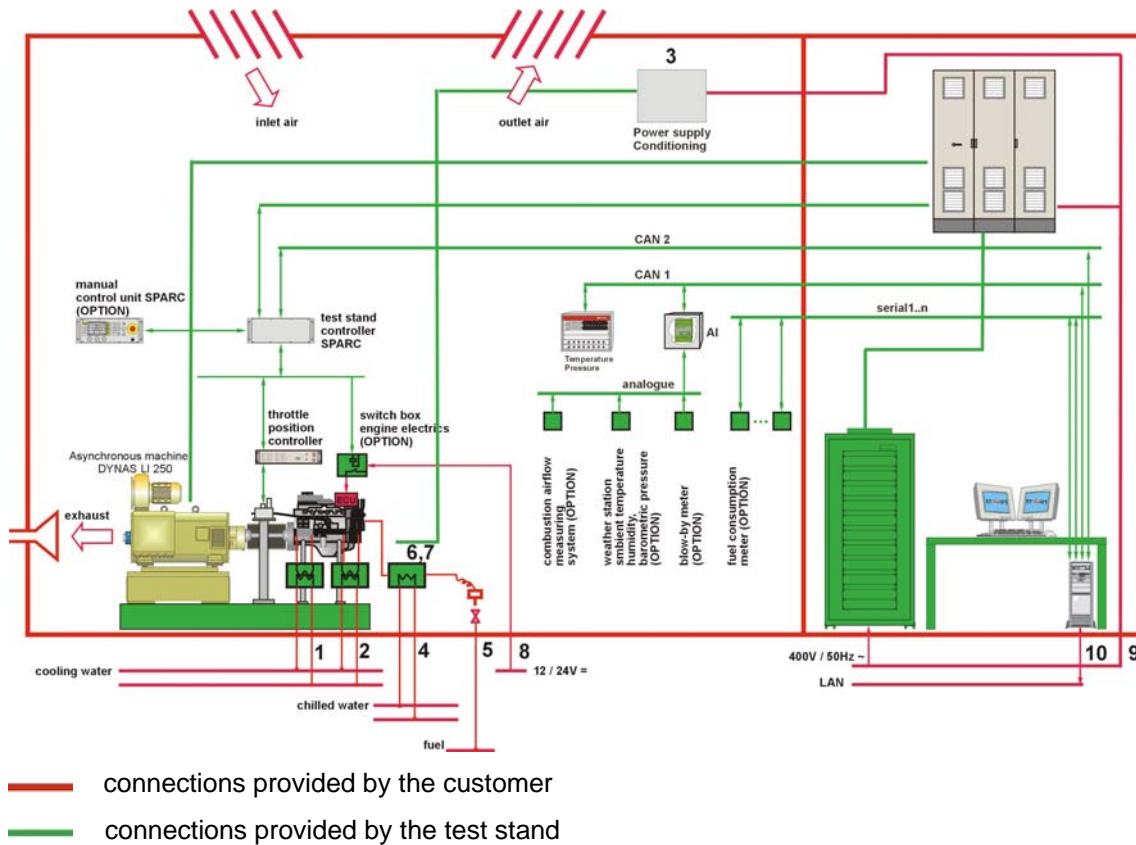 3
inlet air
outlet air
Power supply
Conditioning
CAN 2
manual
control unit SPARC
(OPTION)
CAN 1
test stand
controller
SPARC
serial1..n
AI
Temperature
Pressure
analogue
throttle
position
controller
switch box
engine electrics
(OPTION)
Asynchronous machine
DYNAS LI 250
ECU
exhaust
6,7
combustion airflow
measuring
system (OPTION)
weather station
smbient temperature
humidity,
barometric pressure
(OPTION)
blow-by meter
(OPTION)
fuel consumption
meter (OPTION)
1
2
4
5
8
10
9
cooling water
12 / 24V =
400V / 50Hz ~
LAN
chilled water
fuel
connections provided by the customer
connections provided by the test stand